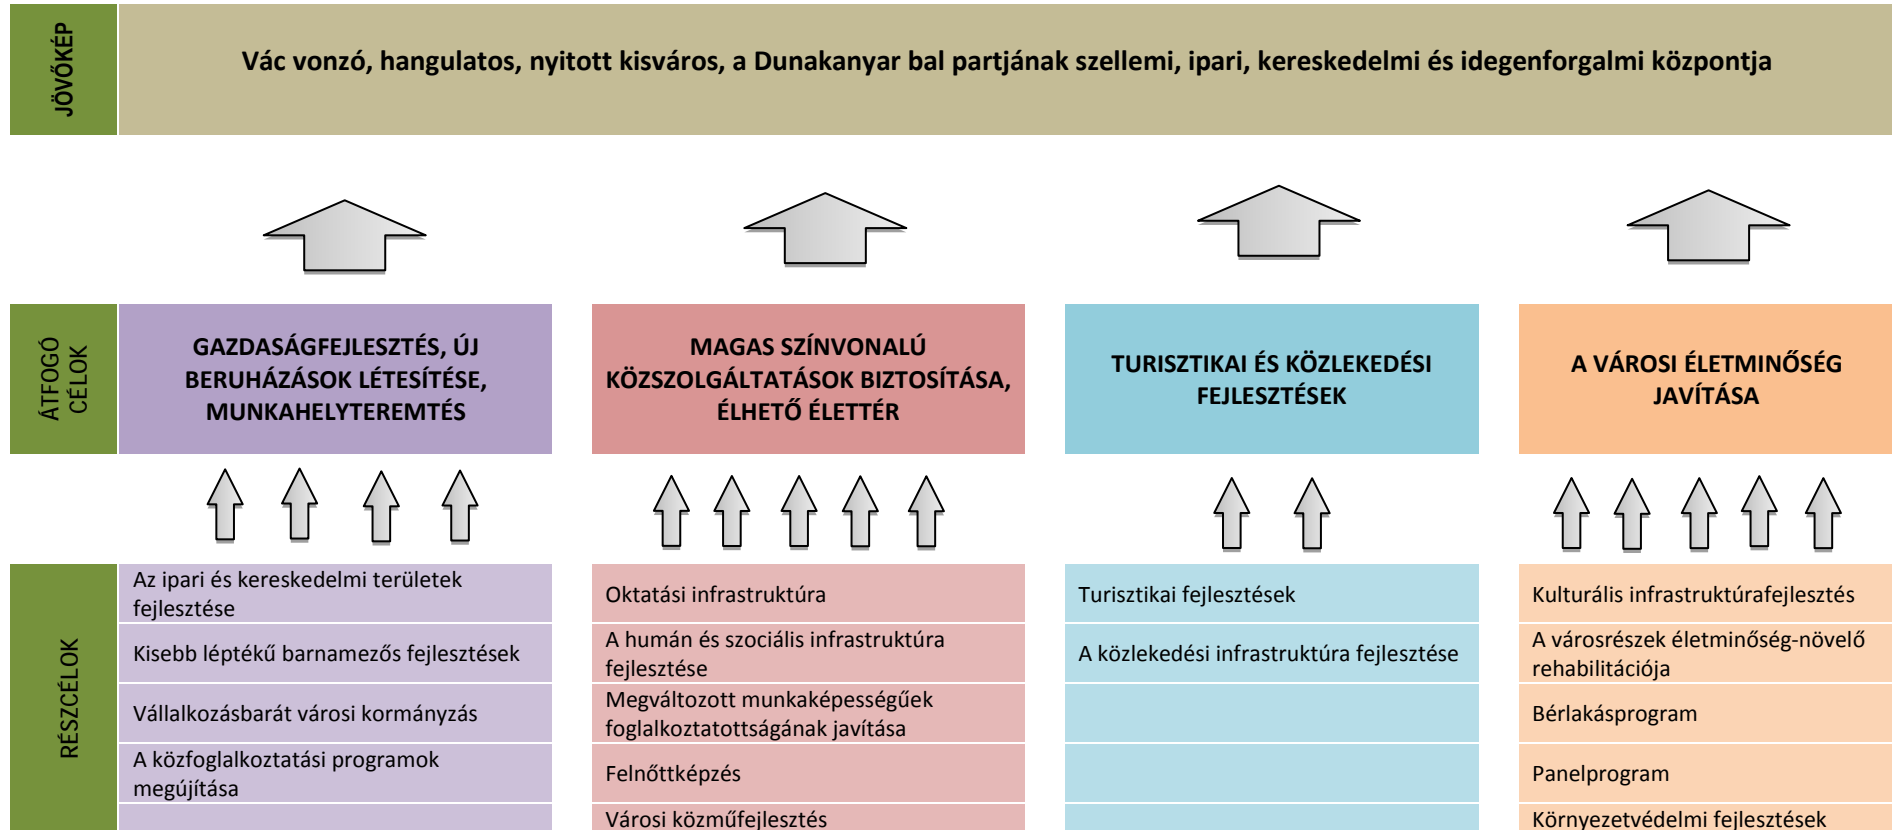 JÖVŐKÉP
Vác vonzó, hangulatos, nyitott kisváros, a Dunakanyar bal partjának szellemi, ipari, kereskedelmi és idegenforgalmi központja
ÁTFOGÓ
CÉLOK
GAZDASÁGFEJLESZTÉS, ÚJ
BERUHÁZÁSOK LÉTESÍTÉSE,
MUNKAHELYTEREMTÉS
MAGAS SZÍNVONALÚ
KÖZSZOLGÁLTATÁSOK BIZTOSÍTÁSA,
ÉLHETŐ ÉLETTÉR
TURISZTIKAI ÉS KÖZLEKEDÉSI
FEJLESZTÉSEK
A VÁROSI ÉLETMINŐSÉG
JAVÍTÁSA
RÉSZCÉLOK
Az ipari és kereskedelmi területek
fejlesztése
Kisebb léptékű barnamezős fejlesztések
Vállalkozásbarát városi kormányzás
A közfoglalkoztatási programok
megújítása
Oktatási infrastruktúra
A humán és szociális infrastruktúra
fejlesztése
Megváltozott munkaképességűek
foglalkoztatottságának javítása
Felnőttképzés
Városi közműfejlesztés
Turisztikai fejlesztések
A közlekedési infrastruktúra fejlesztése
Kulturális infrastruktúrafejlesztés
A városrészek életminőség-növelő
rehabilitációja
Bérlakásprogram
Panelprogram
Környezetvédelmi fejlesztések